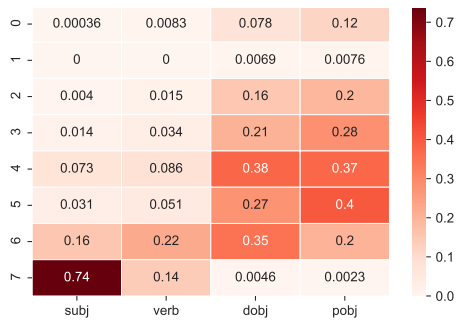 0 0.00036 0.0083 0.078 0.12
1 0 0 0.0069 0.0076
2 0.004 0.015 0.16 0.2
3 0.014 0.034 0.21 0.28
4 0.073 0.086 0.38 0.37
5 0.031 0.051 0.27 0.4
6 0.16 0.22 0.35 0.2
7 0.74 0.14 0.0046 0.0023
subj verb dobj pobj
0.7
0.6
0.5
0.4
0.3
0.2
0.1
0.0